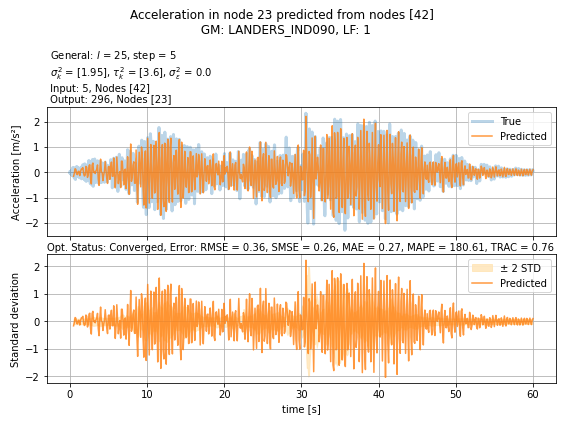 Acceleration in node 23 predicted from nodes [42]
GM: LANDERS_IND090, LF: 1
General: l = 25, step = 5
σ²ₖ = [1.95], τ²ₖ = [3.6], σ²ε = 0.0
Input: 5, Nodes [42]
Output: 296, Nodes [23]
True
Predicted
Acceleration [m/s²]
2
1
0
−1
−2
Opt. Status: Converged, Error: RMSE = 0.36, SMSE = 0.26, MAE = 0.27, MAPE = 180.61, TRAC = 0.76
± 2 STD
Predicted
Standard deviation
2
1
0
−1
−2
0 10 20 30 40 50 60
time [s]